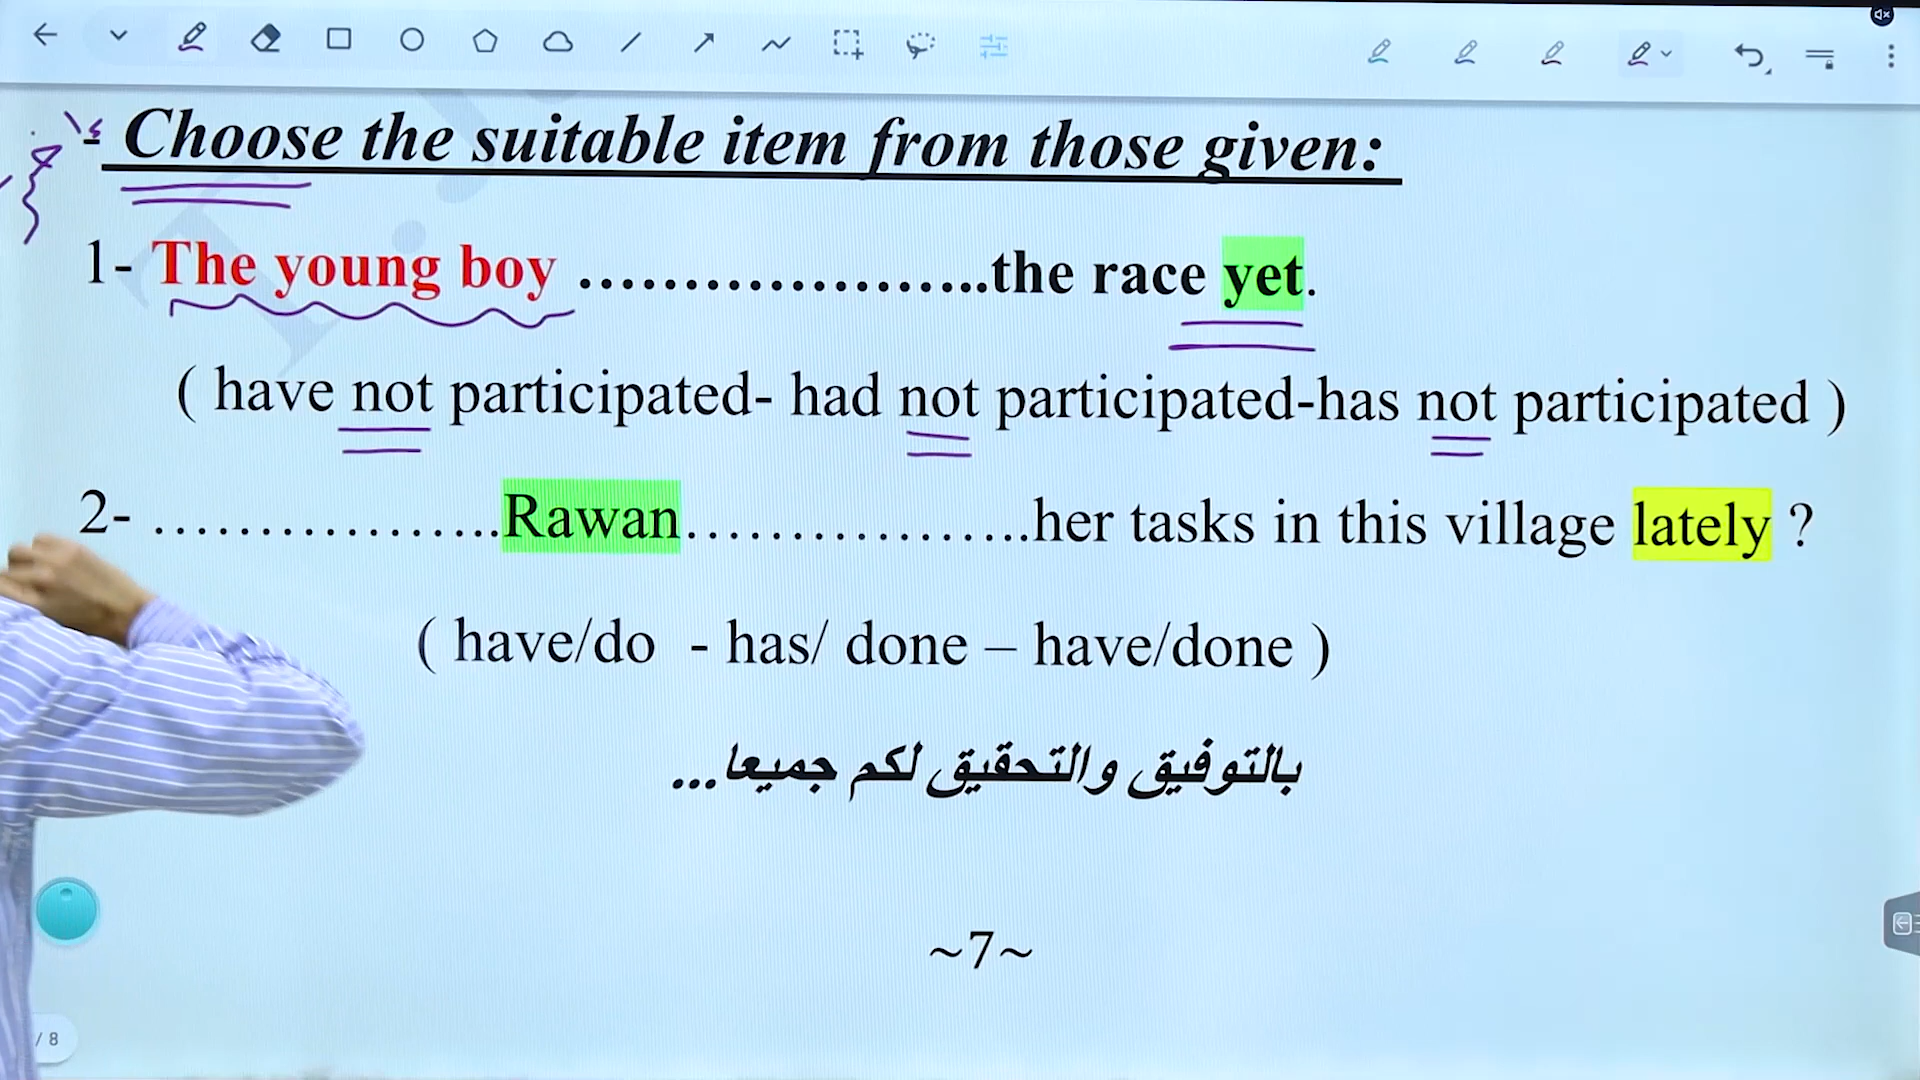 - Choose the suitable item from those given:
1- The young boy …………………..the race yet.
( have not participated- had not participated-has not participated )
2- ………………..Rawan……………….her tasks in this village lately ?
( have/do - has/ done – have/done )
بالتوفيق والتحقيق لكم جميعا...
~7~
/ 8